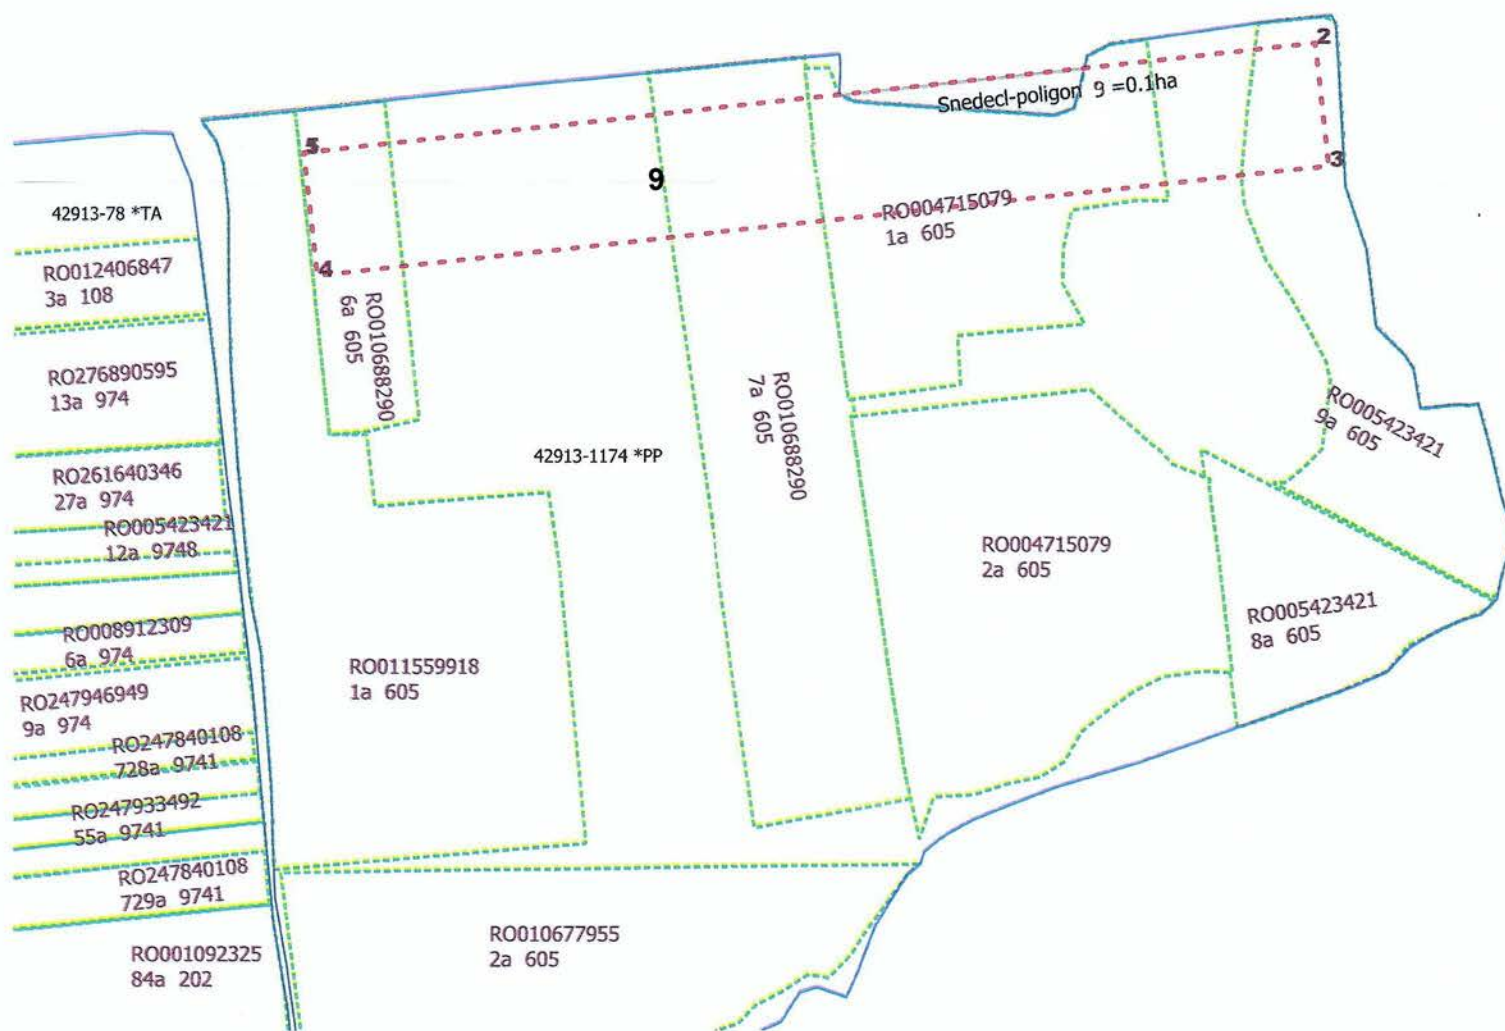 2
Snedecl-poligon 9 =0.1ha
5
3
9
4
42913-78 *TA
RO004715079
1a 605
RO012406847
3a 108
RO010688290
6a 605
RO276890595
13a 974
RO010688290
7a 605
RO005423421
9a 605
42913-1174 *PP
RO261640346
27a 974
RO005423421
12a 9748
RO004715079
2a 605
RO008912309
6a 974
RO005423421
8a 605
RO011559918
1a 605
RO247946949
9a 974
RO247840108
728a 9741
RO247933492
55a 9741
RO247840108
729a 9741
RO010677955
2a 605
RO001092325
84a 202